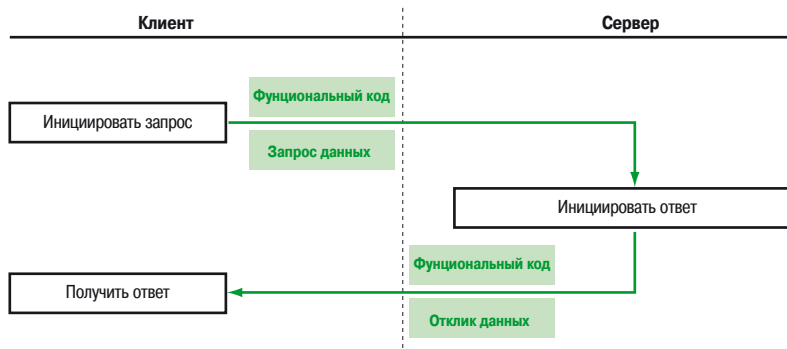 Клиент
Сервер
Фунциональный код
Инициировать запрос
Запрос данных
Инициировать ответ
Фунциональный код
Получить ответ
Отклик данных